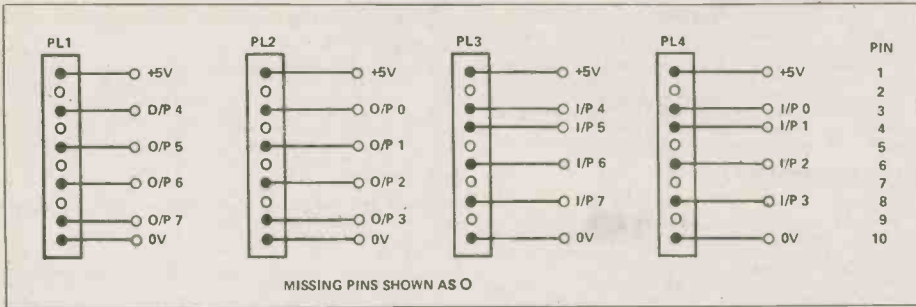 PL1 PL2 PL3 PL4 PIN
+5V +5V +5V +5V 1
2
D/P 4 O/P 0 I/P 4 I/P 0 3
I/P 5 I/P 1 4
O/P 5 O/P 1 5
O/P 6 O/P 2 I/P 6 I/P 2 6
7
I/P 7 I/P 3 8
O/P 7 O/P 3 9
0V 0V 0V 0V 10
MISSING PINS SHOWN AS O